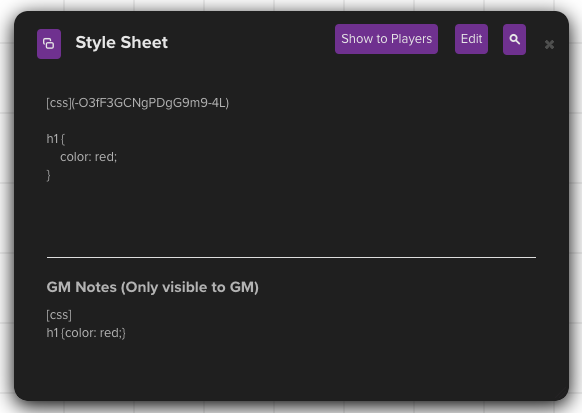 Style Sheet
Show to Players
Edit
[css](-O3fF3GCNgPDgG9m9-4L)
h1 {
color: red;
}
GM Notes (Only visible to GM)
[css]
h1 {color: red;}